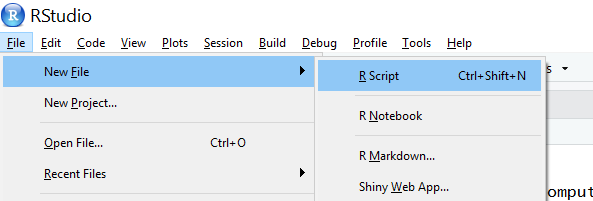 RStudio
File Edit Code View Plots Session Build Debug Profile Tools Help
New File
R Script Ctrl+Shift+N
New Project...
R Notebook
Open File... Ctrl+O
R Markdown...
Recent Files
Shiny Web App...